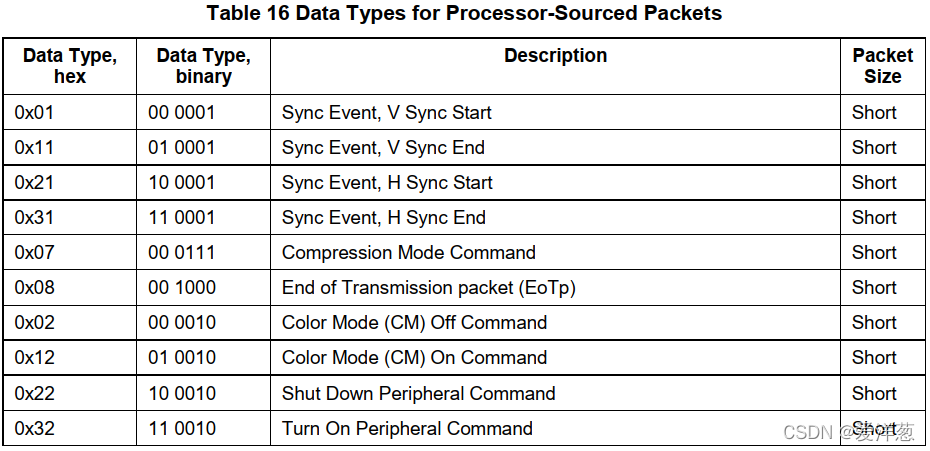 Table 16 Data Types for Processor-Sourced Packets
Data Type, hex Data Type, binary Description Packet Size
0x01 00 0001 Sync Event, V Sync Start Short
0x11 01 0001 Sync Event, V Sync End Short
0x21 10 0001 Sync Event, H Sync Start Short
0x31 11 0001 Sync Event, H Sync End Short
0x07 00 0111 Compression Mode Command Short
0x08 00 1000 End of Transmission packet (EoTp) Short
0x02 00 0010 Color Mode (CM) Off Command Short
0x12 01 0010 Color Mode (CM) On Command Short
0x22 10 0010 Shut Down Peripheral Command Short
0x32 11 0010 Turn On Peripheral Command Short
CSDN @爱洋葱